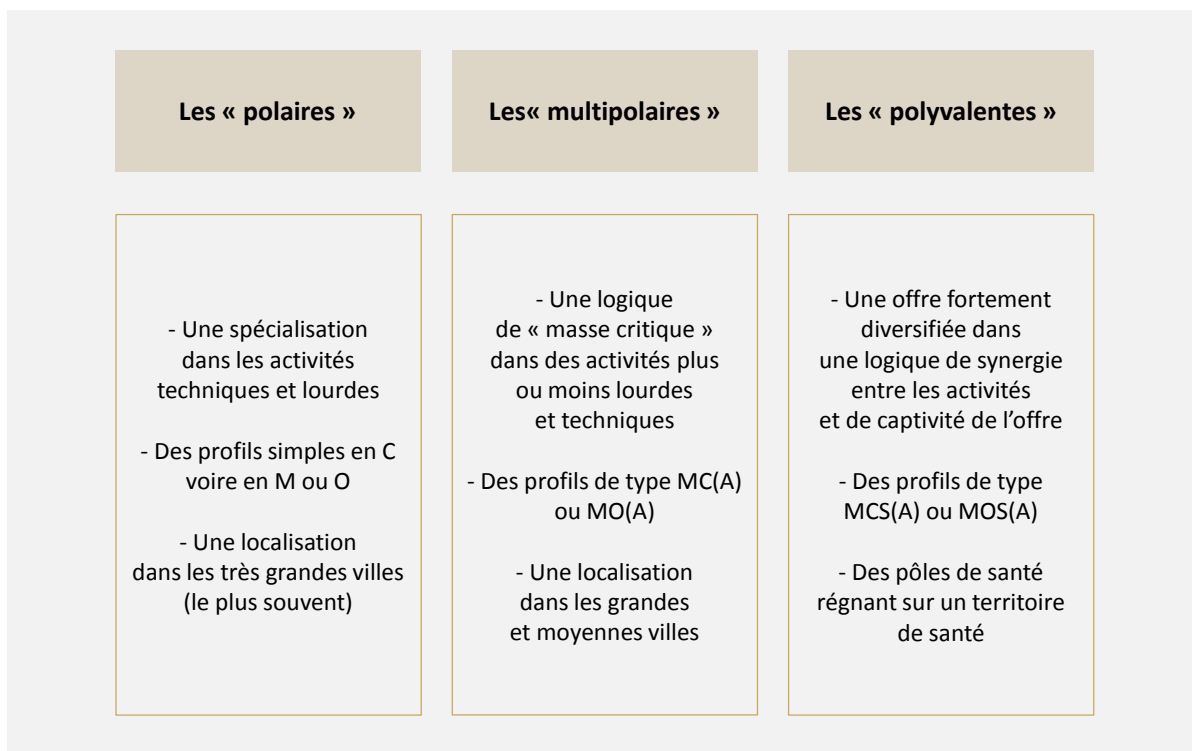 Les « polaires »
- Une spécialisation
dans les activités
techniques et lourdes
- Des profils simples en C
voire en M ou O
- Une localisation
dans les très grandes villes
(le plus souvent)
Les« multipolaires »
- Une logique
de « masse critique »
dans des activités plus
ou moins lourdes
et techniques
- Des profils de type MC(A)
ou MO(A)
- Une localisation
dans les grandes
et moyennes villes
Les « polyvalentes »
- Une offre fortement
diversifiée dans
une logique de synergie
entre les activités
et de captivité de l’offre
- Des profils de type
MCS(A) ou MOS(A)
- Des pôles de santé
régnant sur un territoire
de santé